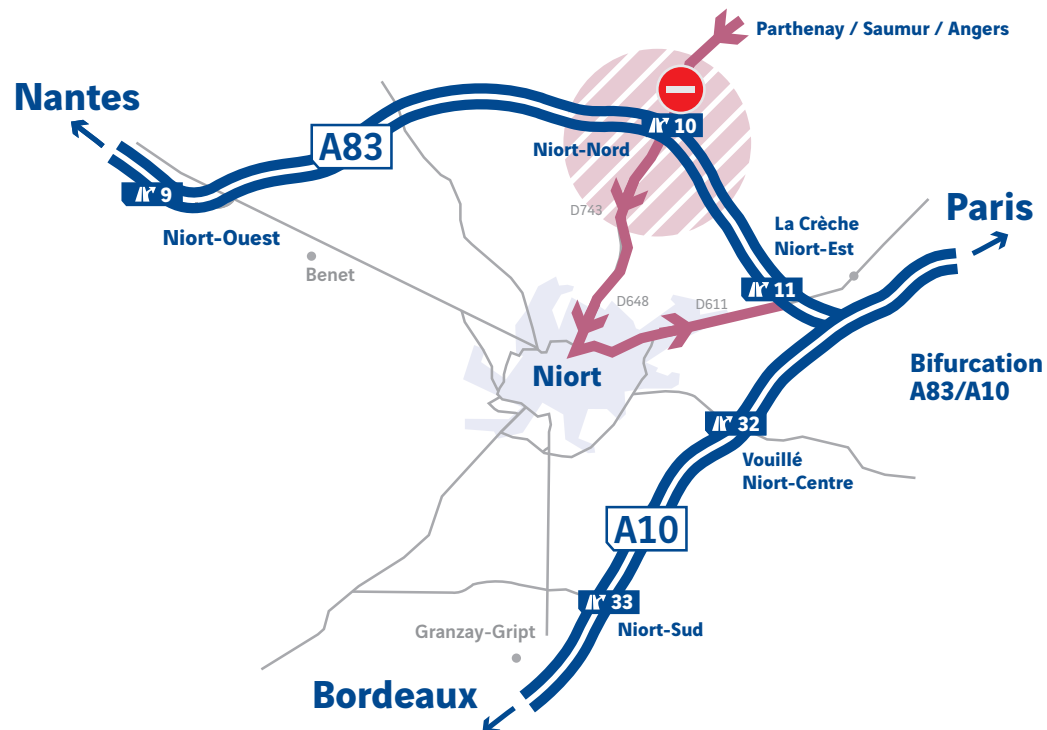 Parthenay / Saumur / Angers
Nantes
A83
10
Niort-Nord
9
Niort-Ouest
D743
Paris
La Crèche
Niort-Est
Benet
11
D648
D611
Niort
Bifurcation
A83/A10
32
Vouillé
Niort-Centre
A10
33
Niort-Sud
Granzay-Gript
Bordeaux